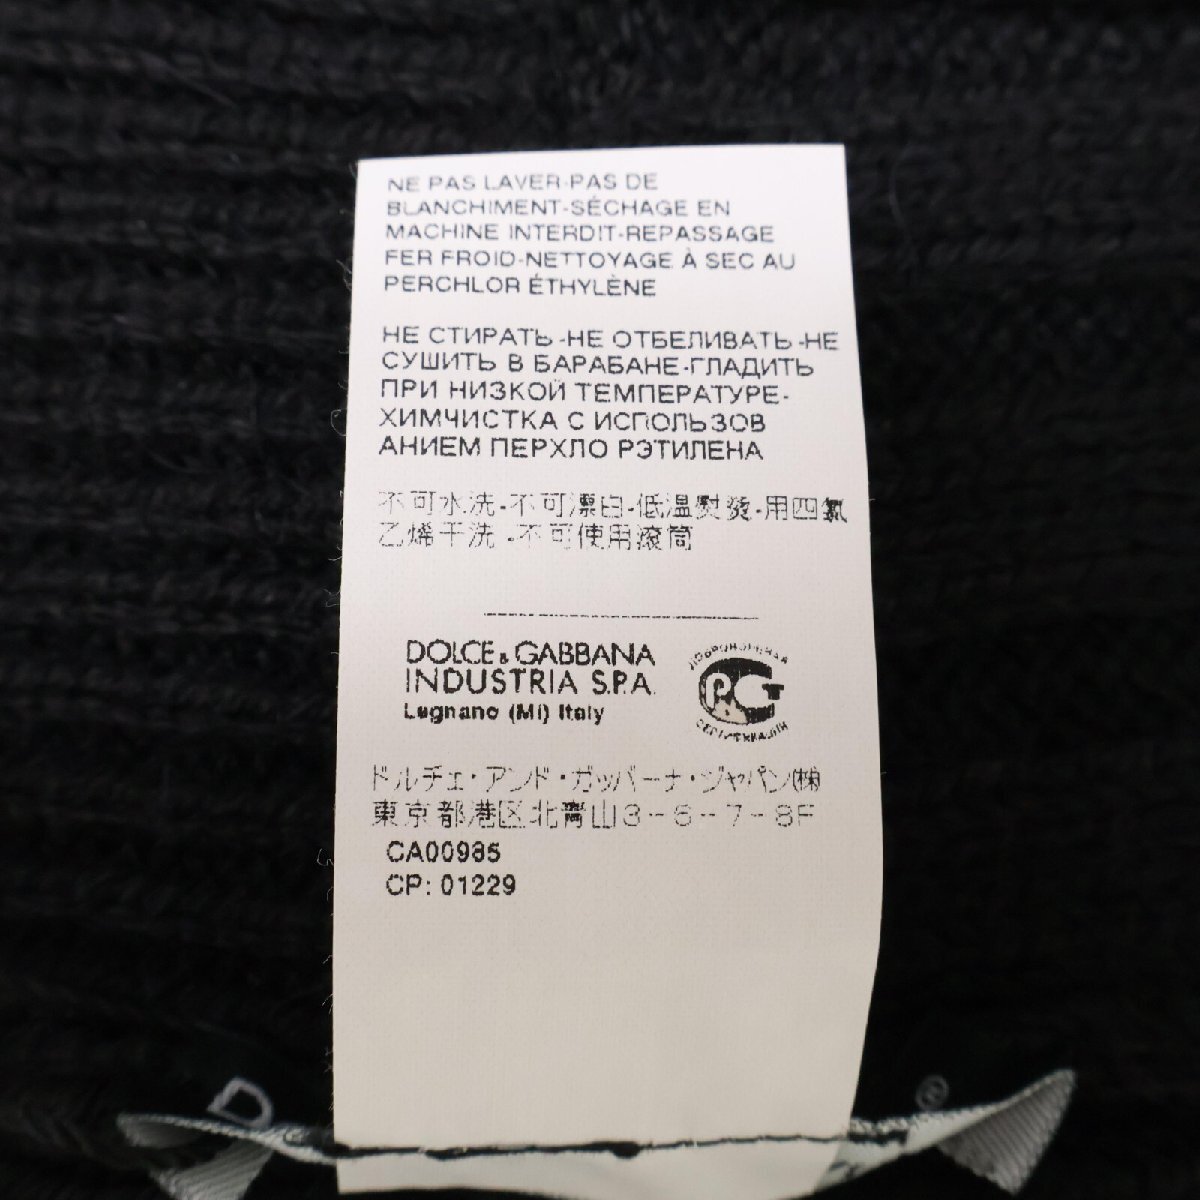 NE PAS LAVER-PAS DE
BLANCHIMENT-SÉCHAGE EN
MACHINE INTERDIT-REPASSAGE
FER FROID-NETTOYAGE À SEC AU
PERCHLOR ÉTHYLÈNE
НЕ СТИРАТЬ-НЕ ОТБЕЛИВАТЬ-НЕ
СУШИТЬ В БАРАБАНЕ-ГЛАДИТЬ
ПРИ НИЗКОЙ ТЕМПЕРАТУРЕ-
ХИМЧИСТКА С ИСПОЛЬЗОВ
АНИЕМ ПЕРХЛО РЭТИЛЕНА
不可水洗-不可漂白-低溫熨燙-用四氯
乙烯干洗-不可使用滚筒
DOLCE & GABBANA
INDUSTRIA S.P.A.
Legnano (Mi) Italy
ドルチェ・アンド・ガッバーナ・ジャパン㈱
東京都港区北青山3-6-7-8F
CA00985
CP: 01229
D
®